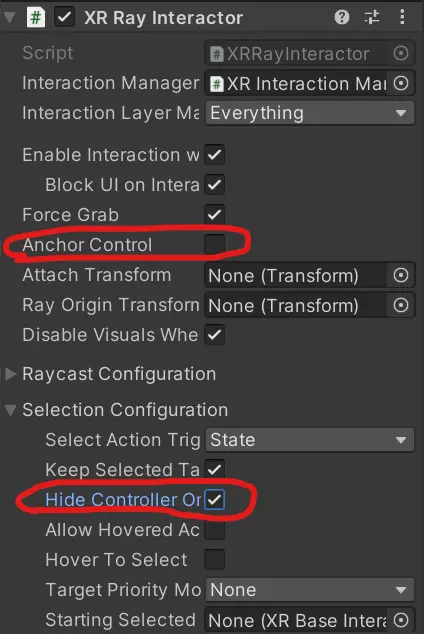 XR Ray Interactor
Script # XRRayInteractor
Interaction Manager # XR Interaction Mar
Interaction Layer Ma Everything
Enable Interaction w
Block UI on Intera
Force Grab
Anchor Control
Attach Transform None (Transform)
Ray Origin Transform None (Transform)
Disable Visuals Whe
Raycast Configuration
Selection Configuration
Select Action Trig State
Keep Selected Ta
Hide Controller Or
Allow Hovered Ac
Hover To Select
Target Priority Mo None
Starting Selected None (XR Base Intera